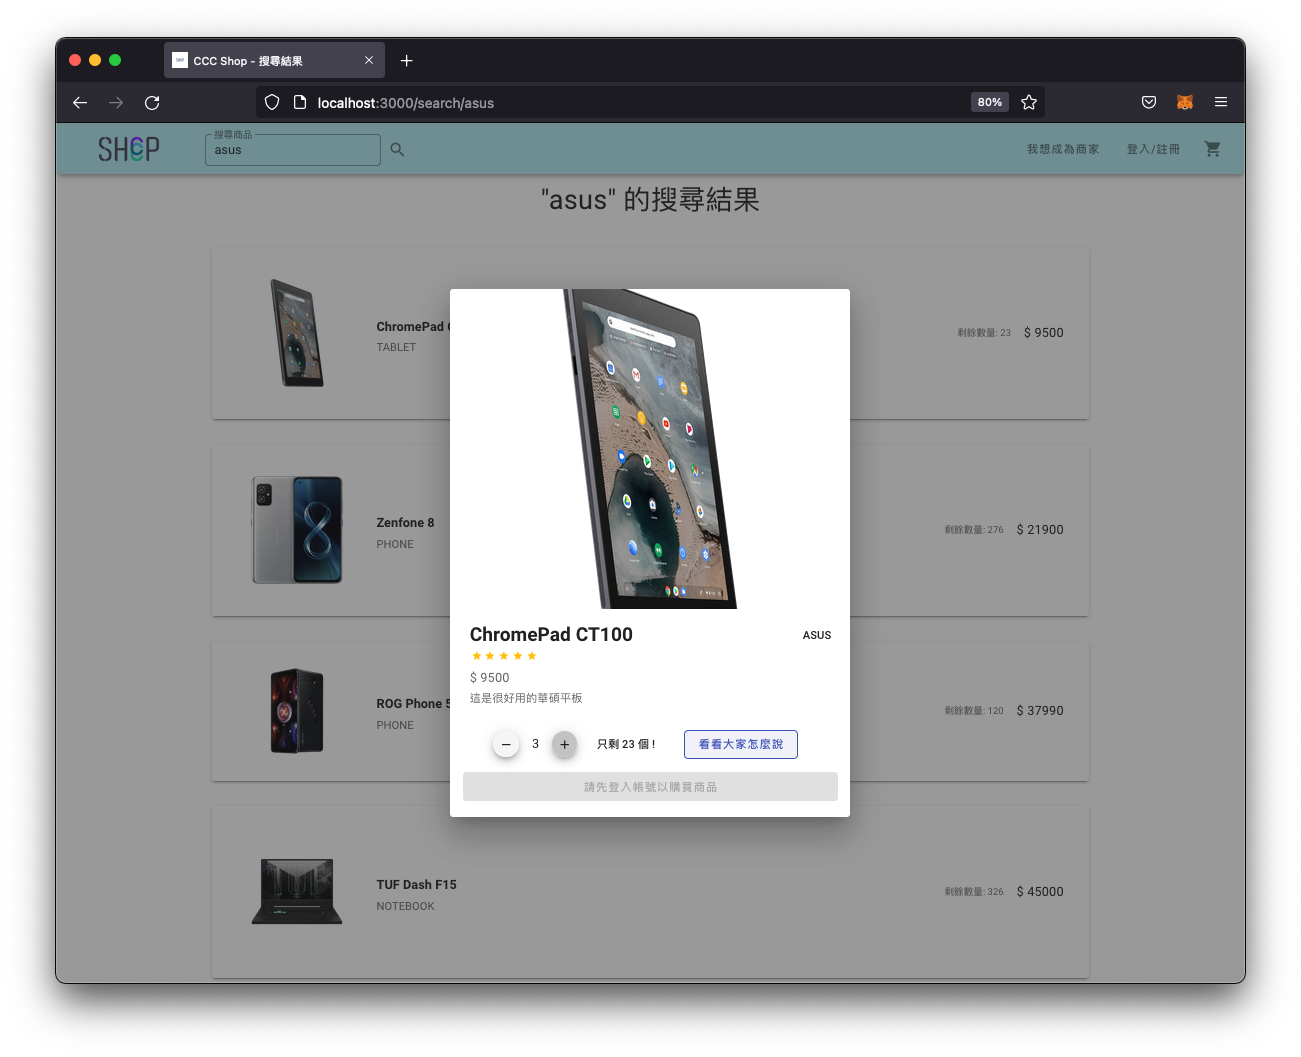 CCC Shop - 搜尋結果
localhost:3000/search/asus
80%
SHCP
搜尋商品
asus
我想成為商家
登入/註冊
"asus" 的搜尋結果
ChromePad
TABLET
剩餘數量: 23
$ 9500
Zenfone 8
PHONE
剩餘數量: 276
$ 21900
ROG Phone 5
PHONE
剩餘數量: 120
$ 37990
TUF Dash F15
NOTEBOOK
剩餘數量: 326
$ 45000
ChromePad CT100
ASUS
$ 9500
這是很好用的華碩平板
3
只剩 23 個 !
看看大家怎麼說
請先登入帳號以購買商品